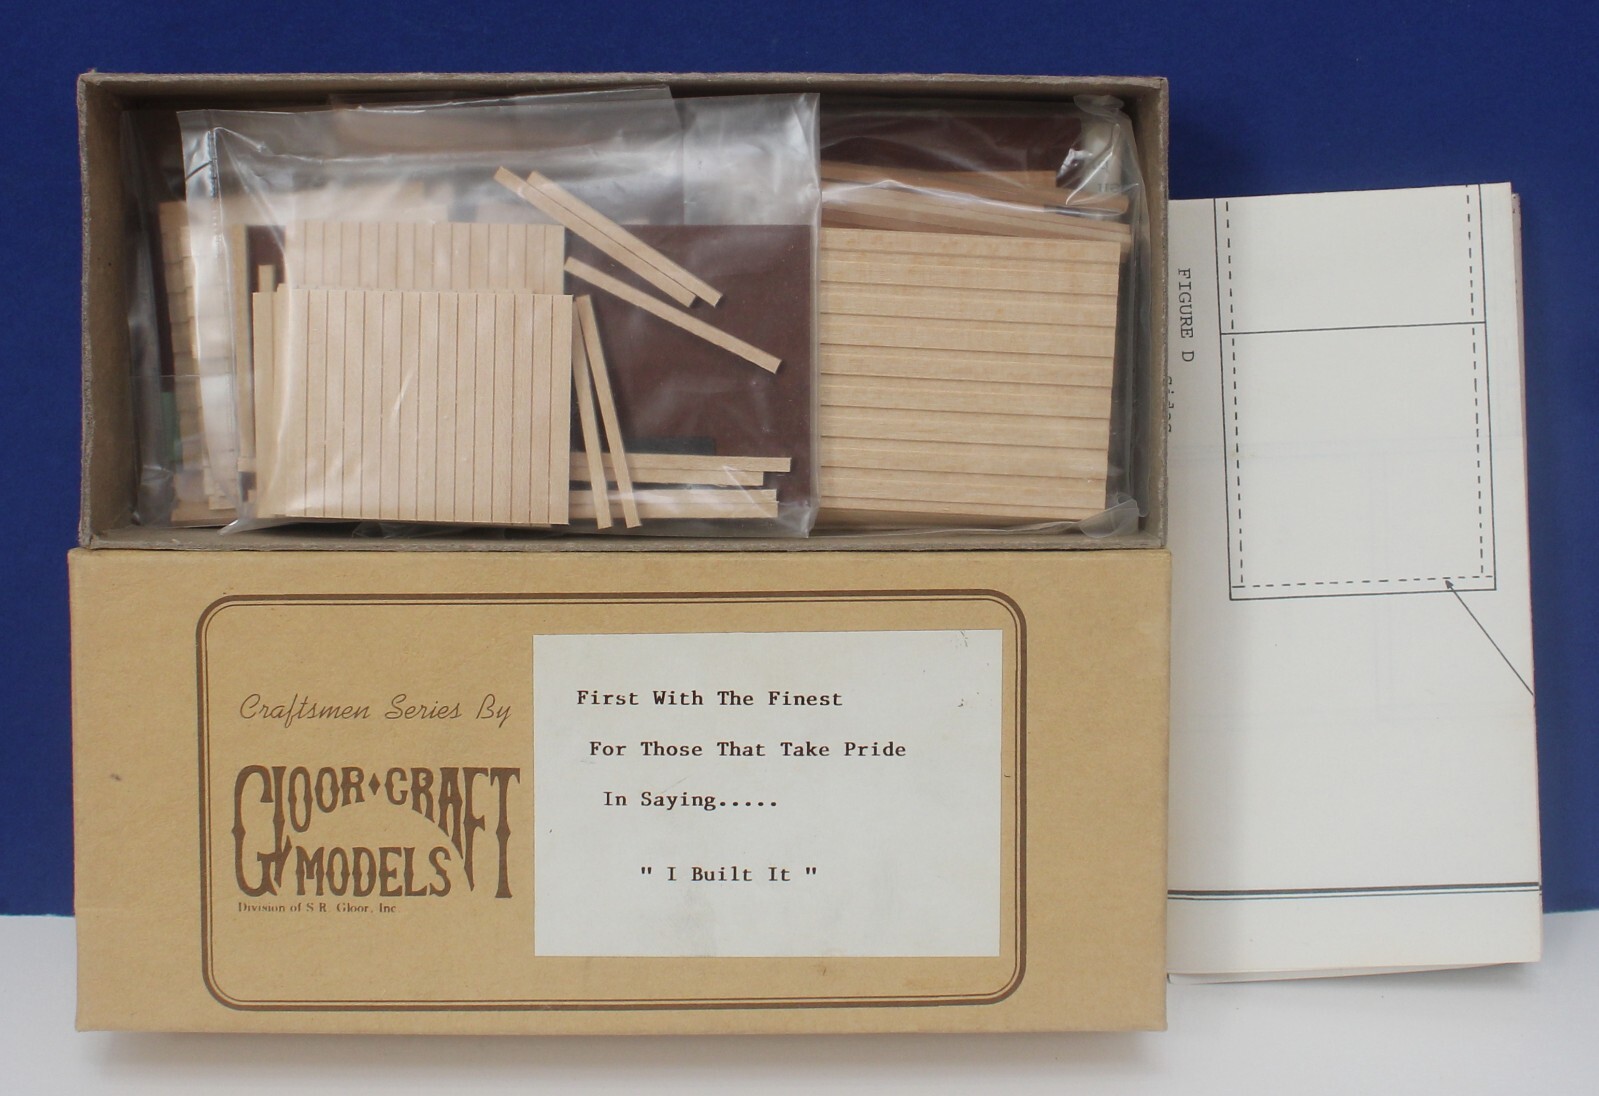 FIGURE D
Craftsmen Series By
GLOOR♦CRAFT
MODELS
Division of S.R. Gloor, Inc.
First With The Finest
For Those That Take Pride
In Saying.....
" I Built It "